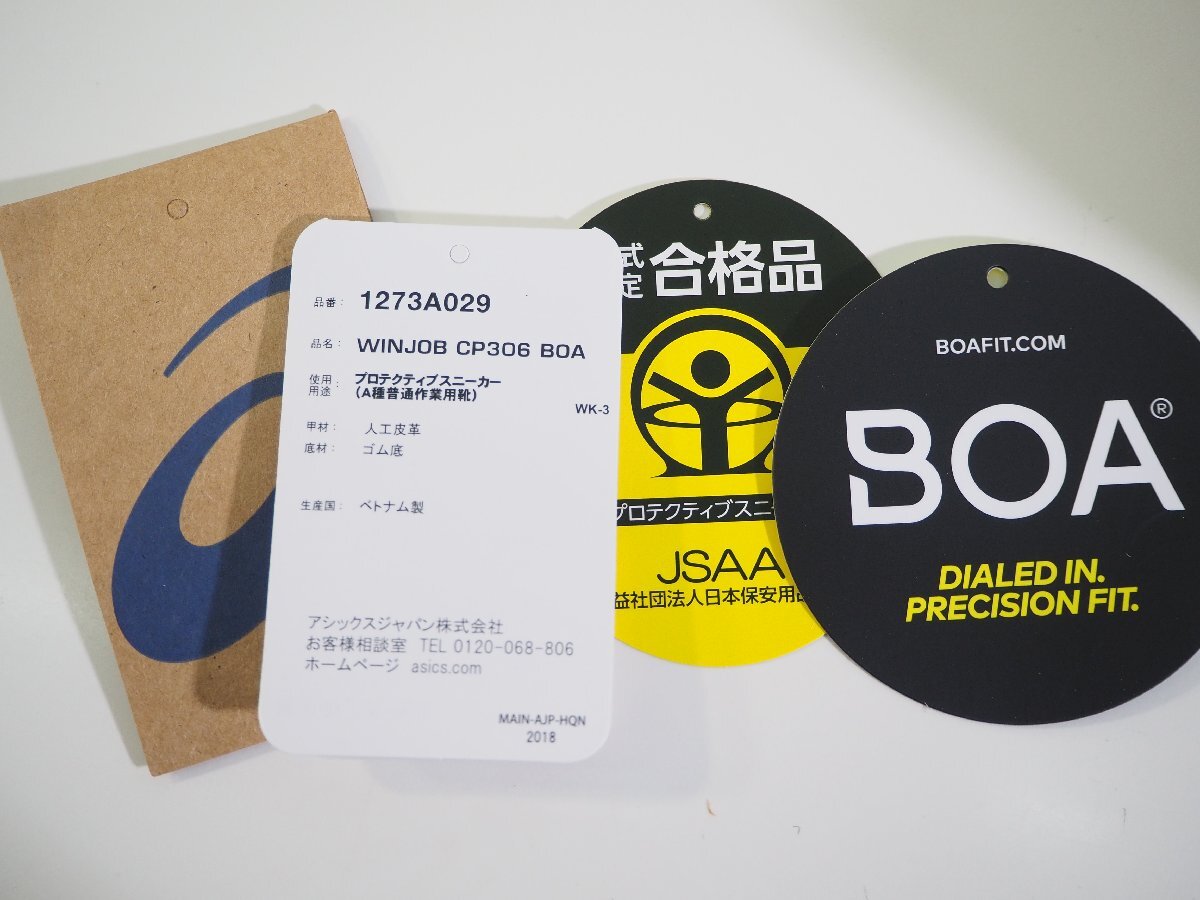 品番： 1273A029
品名： WINJOB CP306 BOA
使用
用途 ： プロテクティブスニーカー
（A種普通作業用靴）
WK-3
甲材： 人工皮革
底材： ゴム底
生産国： ベトナム製
アシックスジャパン株式会社
お客様相談室 TEL 0120-068-806
ホームページ asics.com
MAIN-AJP-HQN
2018
式
定 合格品
プロテクティブスニ
JSAA
益社団法人日本保安用
BOAFIT.COM
BOA®
DIALED IN.
PRECISION FIT.